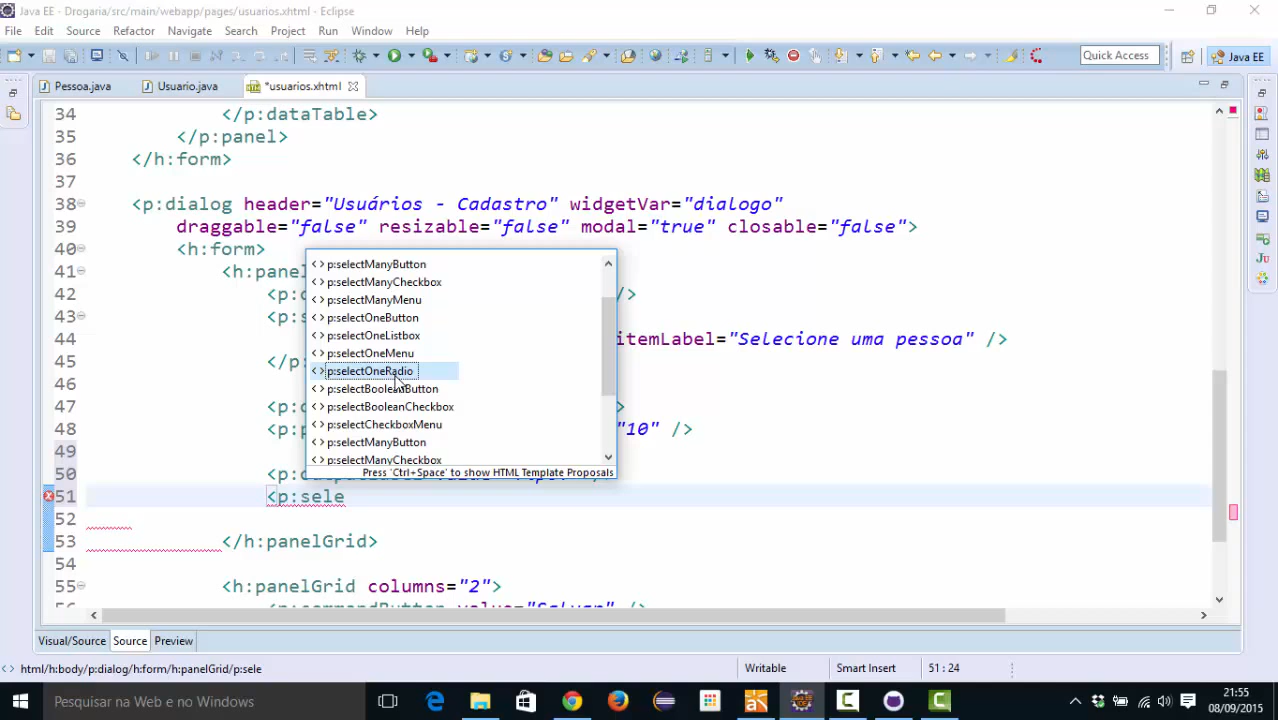 Java EE - Drogaria/src/main/webapp/pages/usuarios.xhtml - Eclipse
File Edit Source Refactor Navigate Search Project Run Window Help
Quick Access Java EE
Pessoa.java Usuario.java *usuarios.xhtml
34 </p:dataTable>
35 </p:panel>
36 </h:form>
37
38 <p:dialog header="Usuários - Cadastro" widgetVar="dialogo"
39 draggable="false" resizable="false" modal="true" closable="false">
40 <h:form>
41 <h:pane
42 <p: />
43 <p:s
44 itemLabel="Selecione uma pessoa" />
45 </p:
47 <p: >
48 <p:p "10" />
49
50 <p:
51 <p:sele
52
53 </h:panelGrid>
54
55 <h:panelGrid columns="2">
56 <p:commandButton value="Salvar" />
p:selectManyButton
p:selectManyCheckbox
p:selectManyMenu
p:selectOneButton
p:selectOneListbox
p:selectOneMenu
p:selectOneRadio
p:selectBooleanButton
p:selectBooleanCheckbox
p:selectCheckboxMenu
p:selectManyButton
p:selectManyCheckbox
Press 'Ctrl+Space' to show HTML Template Proposals
Visual/Source Source Preview
html/h:body/p:dialog/h:form/h:panelGrid/p:sele Writable Smart Insert 51 : 24
Pesquisar na Web e no Windows
21:55
08/09/2015